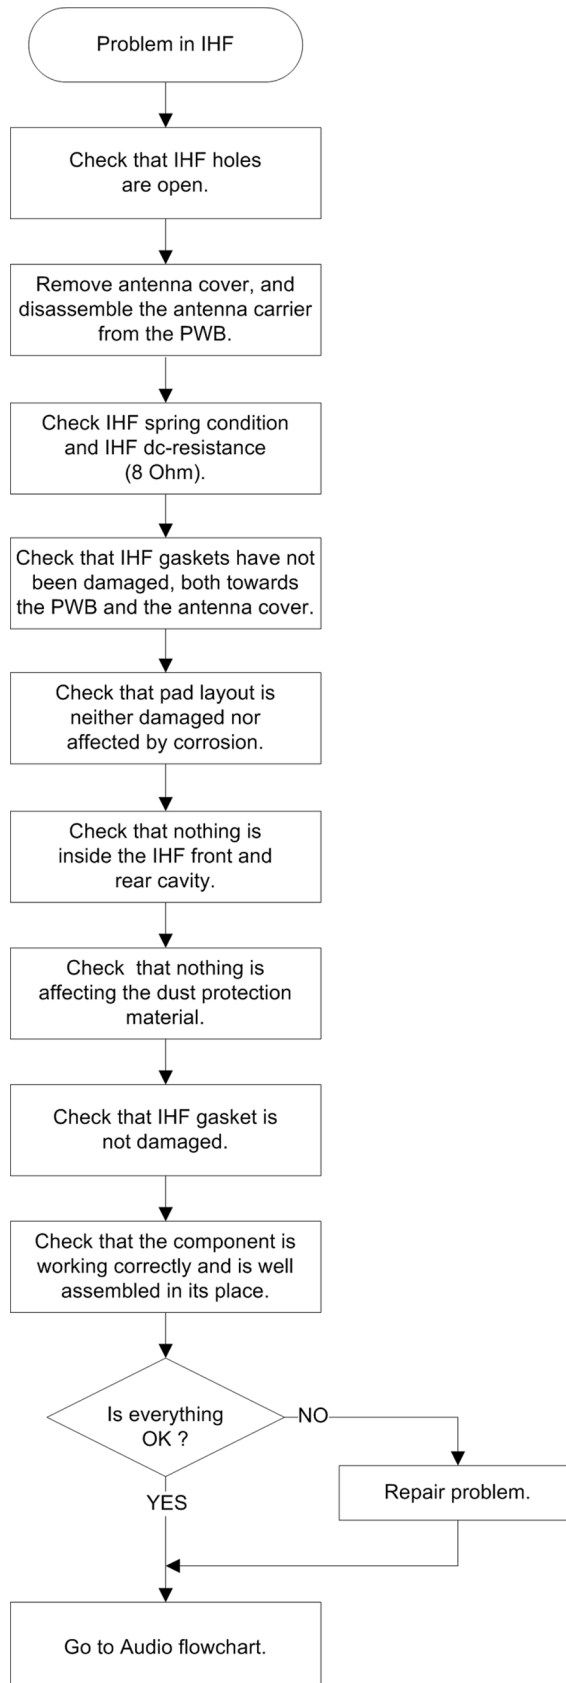 Problem in IHF
Check that IHF holes
are open.
Remove antenna cover, and
disassemble the antenna carrier
from the PWB.
Check IHF spring condition
and IHF dc-resistance
(8 Ohm).
Check that IHF gaskets have not
been damaged, both towards
the PWB and the antenna cover.
Check that pad layout is
neither damaged nor
affected by corrosion.
Check that nothing is
inside the IHF front and
rear cavity.
Check  that nothing is
affecting the dust protection
material.
Check that IHF gasket is
not damaged.
Check that the component is
working correctly and is well
assembled in its place.
Is everything
OK ?
NO
Repair problem.
YES
Go to Audio flowchart.